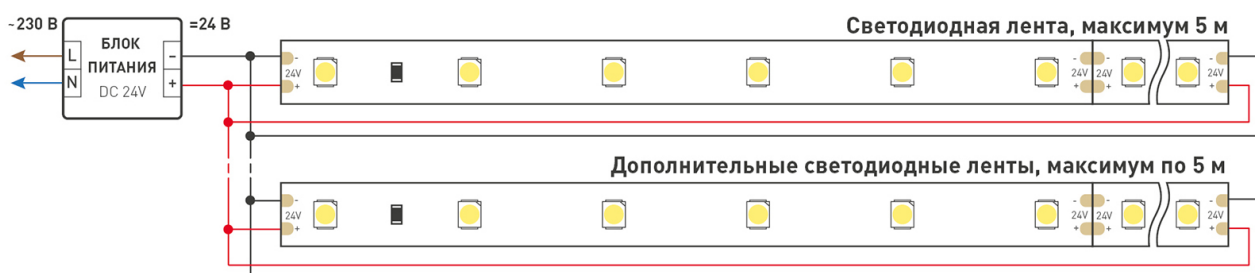 ~230 В
=24 В
Светодиодная лента, максимум 5 м
БЛОК
ПИТАНИЯ
DC 24V
L
N
-
+
-
24V
+
-
24V
+
-
24V
+
-
24V
+
Дополнительные светодиодные ленты, максимум по 5 м
-
24V
+
-
24V
+
-
24V
+
-
24V
+